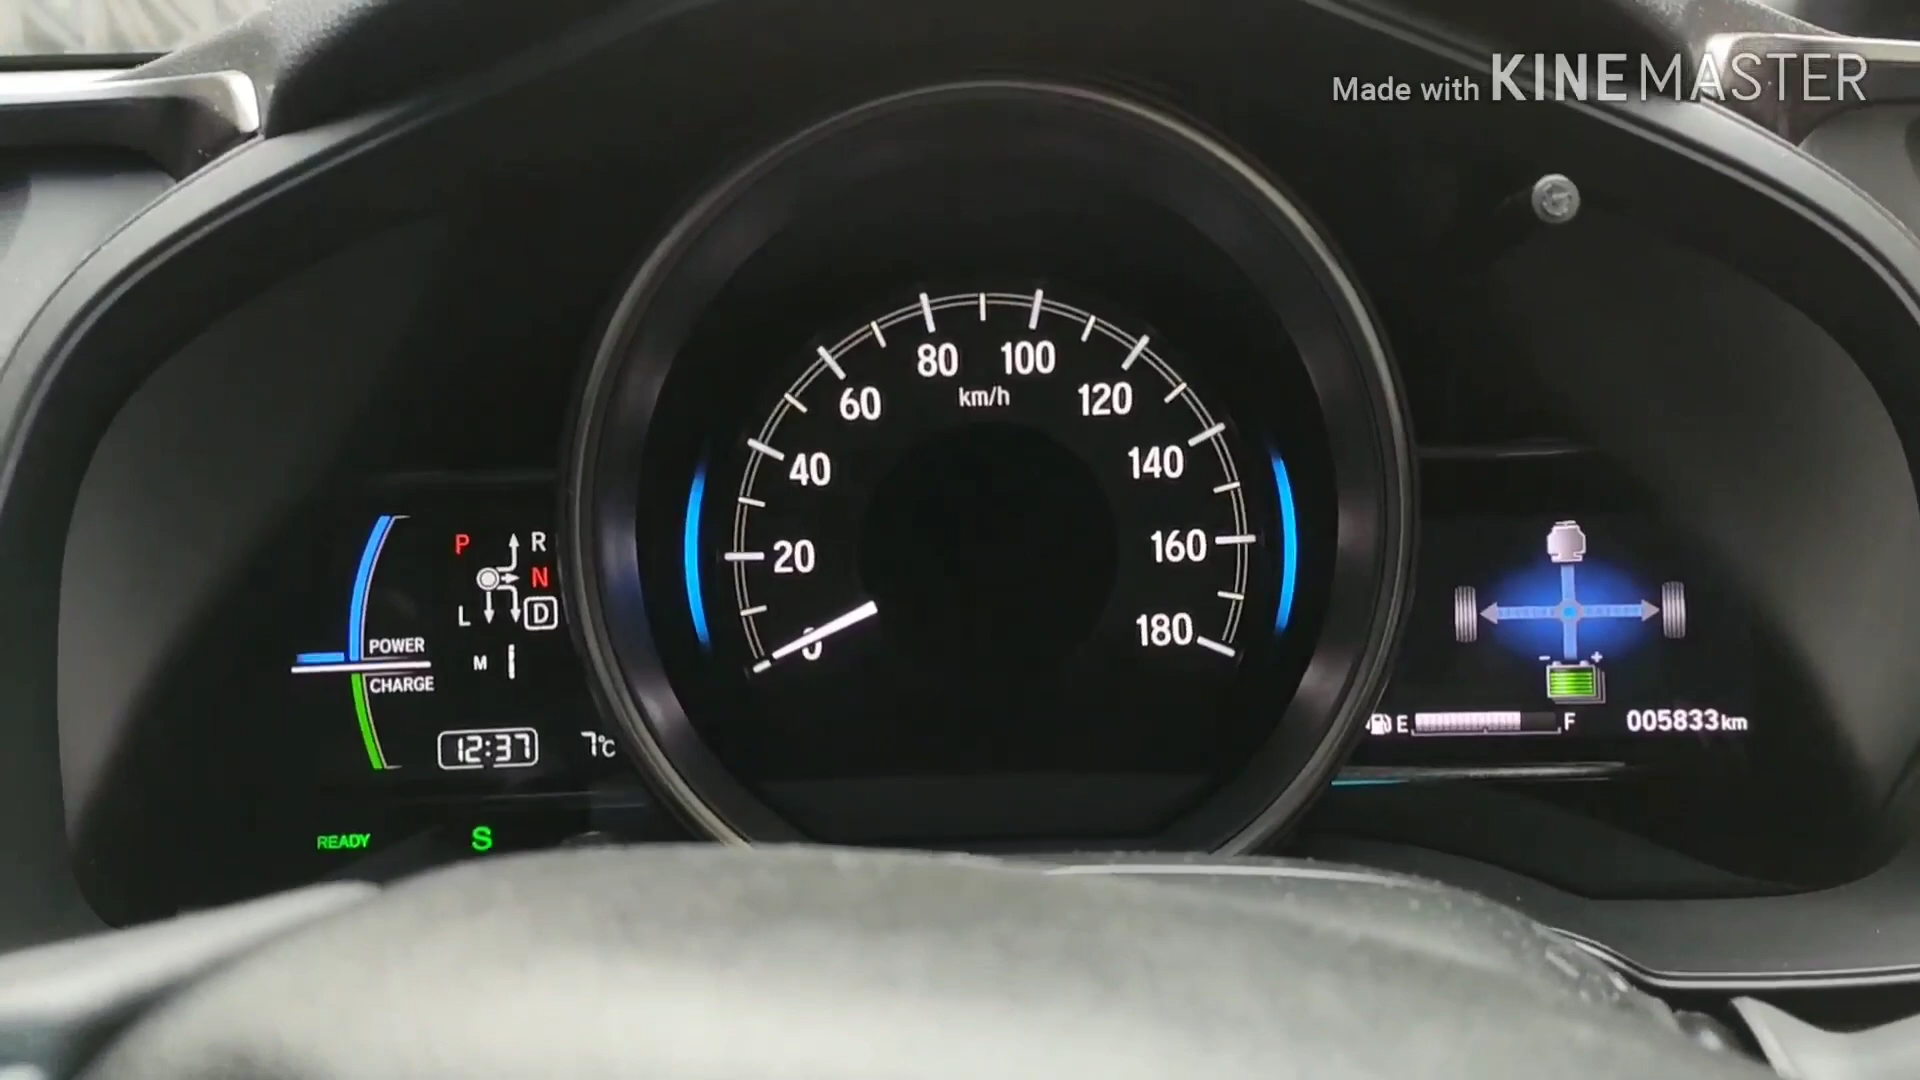 Made with KINEMASTER
80 100
km/h
60 120
40 140
20 160
0 180
P R
N
L D
M
POWER
CHARGE
12:37 7°C
READY S
- +
E F 005833km